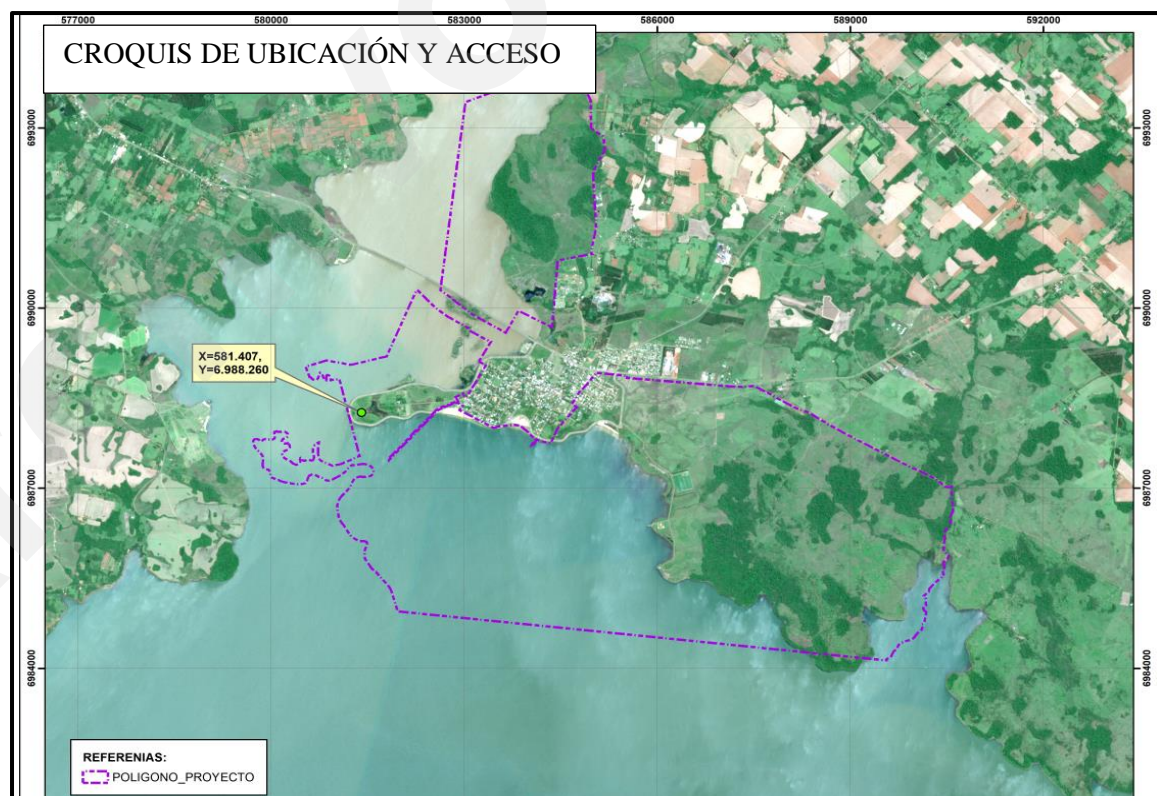 577000 580000 583000 586000 589000 592000
CROQUIS DE UBICACIÓN Y ACCESO
6993000 6993000
6990000 6990000
X=581.407,
Y=6.988.260
6987000 6987000
6984000 6984000
REFERENIAS:
POLIGONO_PROYECTO